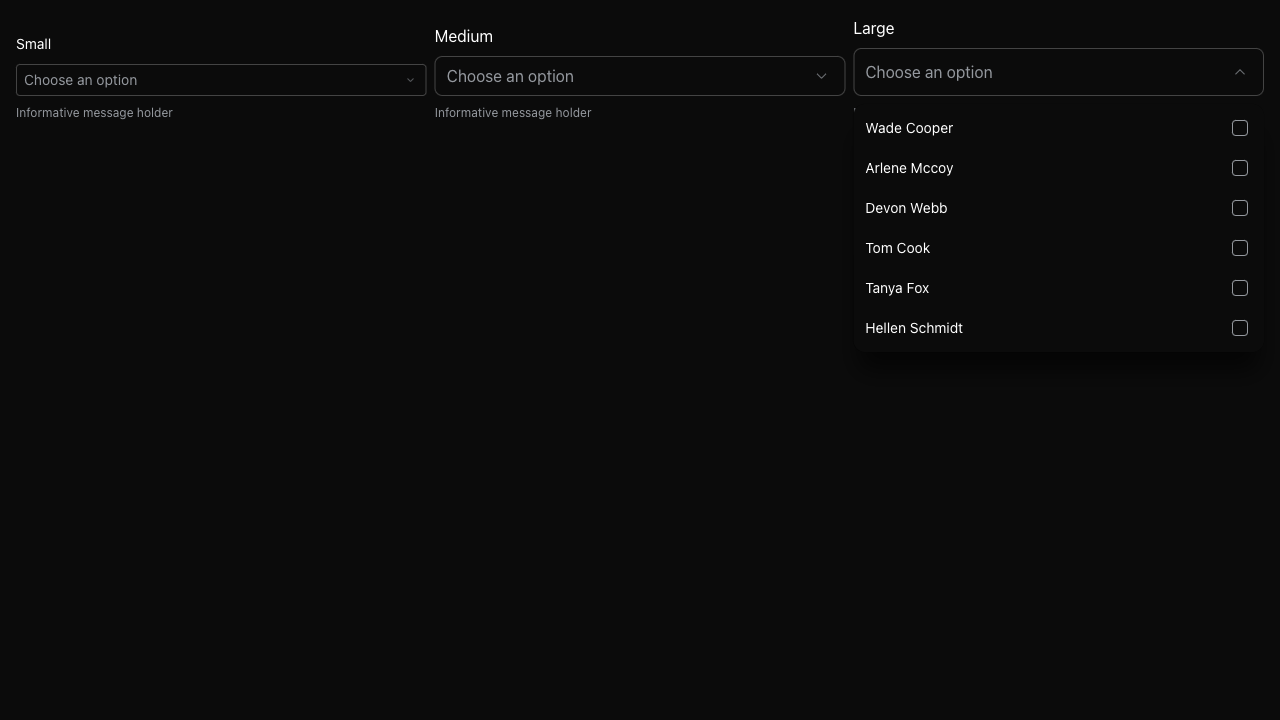 Small
Choose an option
Informative message holder
Medium
Choose an option
Informative message holder
Large
Choose an option
Wade Cooper
Arlene Mccoy
Devon Webb
Tom Cook
Tanya Fox
Hellen Schmidt